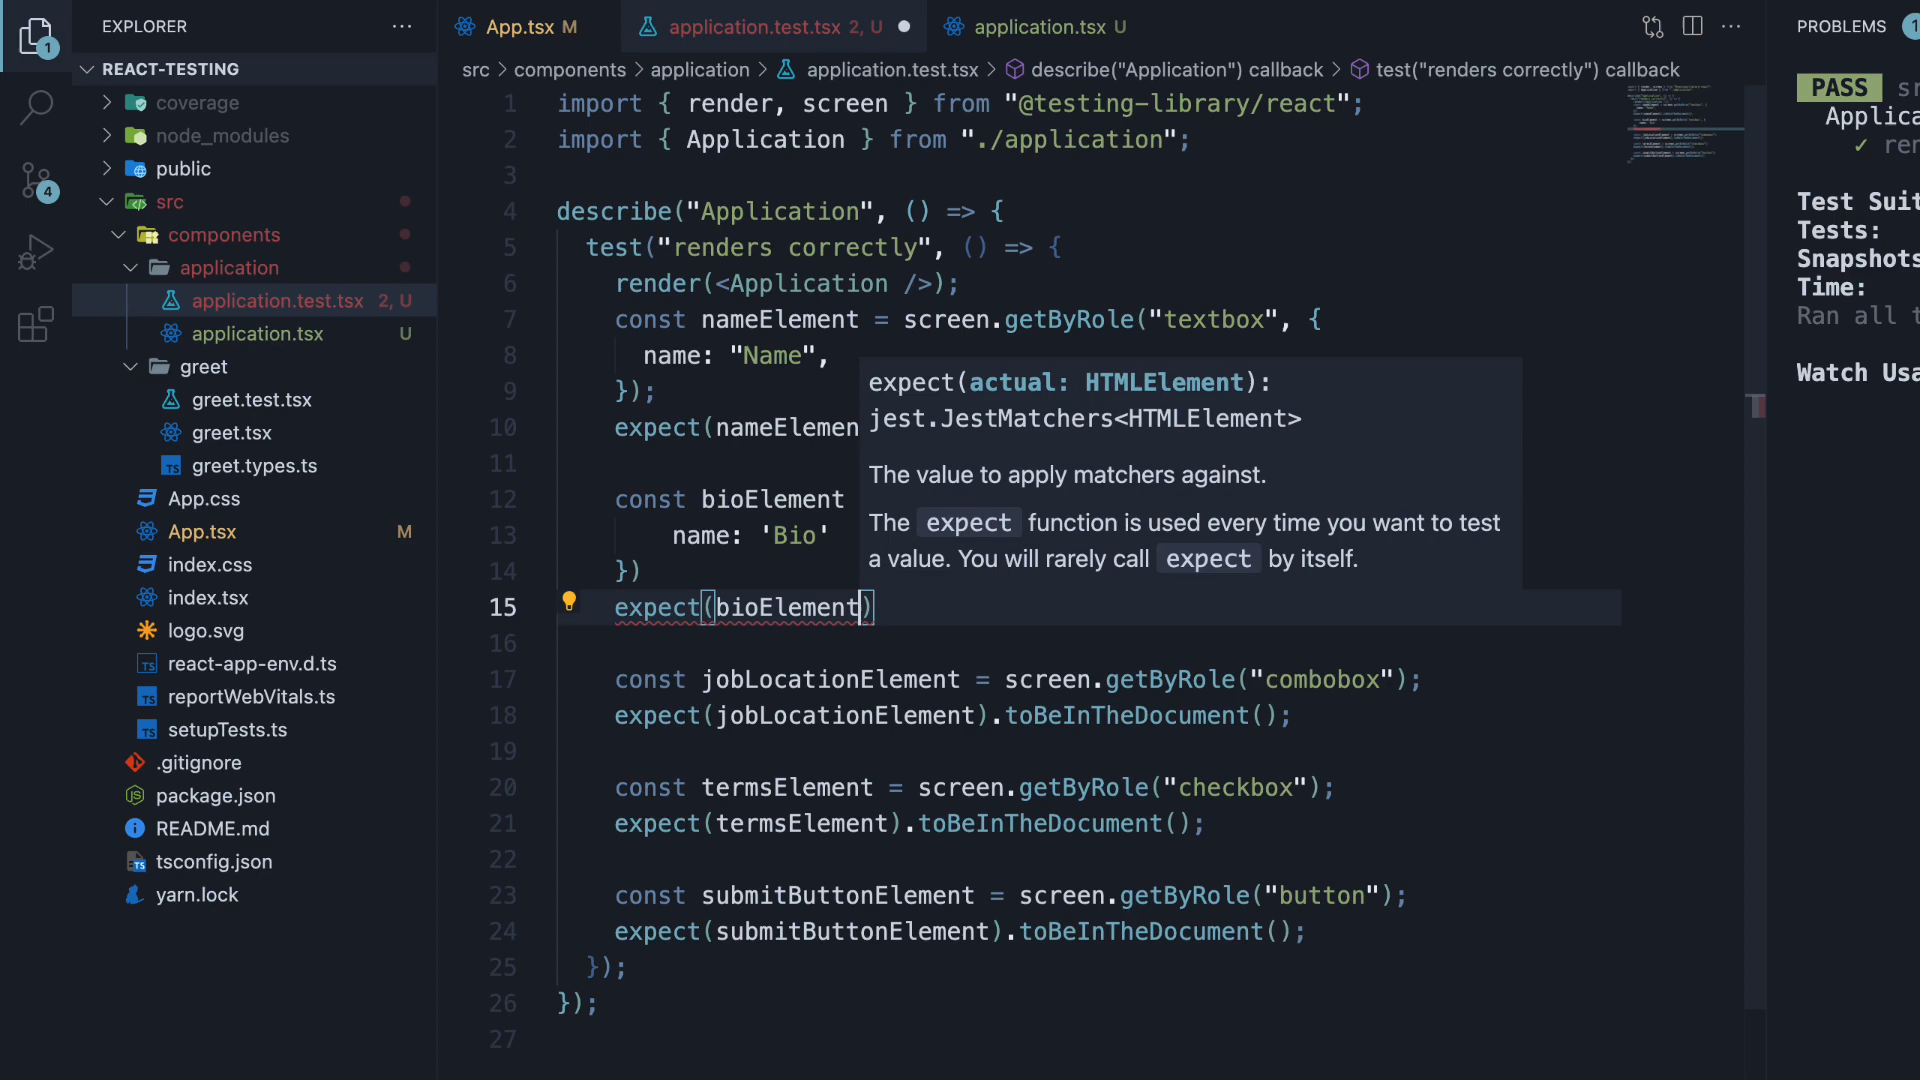 EXPLORER
1
4
REACT-TESTING
coverage
node_modules
public
src
components
application
application.test.tsx 2, U
application.tsx U
greet
greet.test.tsx
greet.tsx
greet.types.ts
App.css
App.tsx M
index.css
index.tsx
logo.svg
react-app-env.d.ts
reportWebVitals.ts
setupTests.ts
.gitignore
package.json
README.md
tsconfig.json
yarn.lock
App.tsx M
application.test.tsx 2, U
application.tsx U
src > components > application > application.test.tsx > describe("Application") callback > test("renders correctly") callback
1 import { render, screen } from "@testing-library/react";
2 import { Application } from "./application";
3
4 describe("Application", () => {
5 test("renders correctly", () => {
6 render(<Application />);
7 const nameElement = screen.getByRole("textbox", {
8 name: "Name",
9 });
10 expect(nameElemen
11
12 const bioElement
13 name: 'Bio'
14 })
15 expect(bioElement)
16
17 const jobLocationElement = screen.getByRole("combobox");
18 expect(jobLocationElement).toBeInTheDocument();
19
20 const termsElement = screen.getByRole("checkbox");
21 expect(termsElement).toBeInTheDocument();
22
23 const submitButtonElement = screen.getByRole("button");
24 expect(submitButtonElement).toBeInTheDocument();
25 });
26 });
27
expect(actual: HTMLElement):
jest.JestMatchers<HTMLElement>
The value to apply matchers against.
The expect function is used every time you want to test
a value. You will rarely call expect by itself.
PROBLEMS 1
PASS sr
Applica
✓ ren
Test Suit
Tests:
Snapshots
Time:
Ran all t
Watch Usa